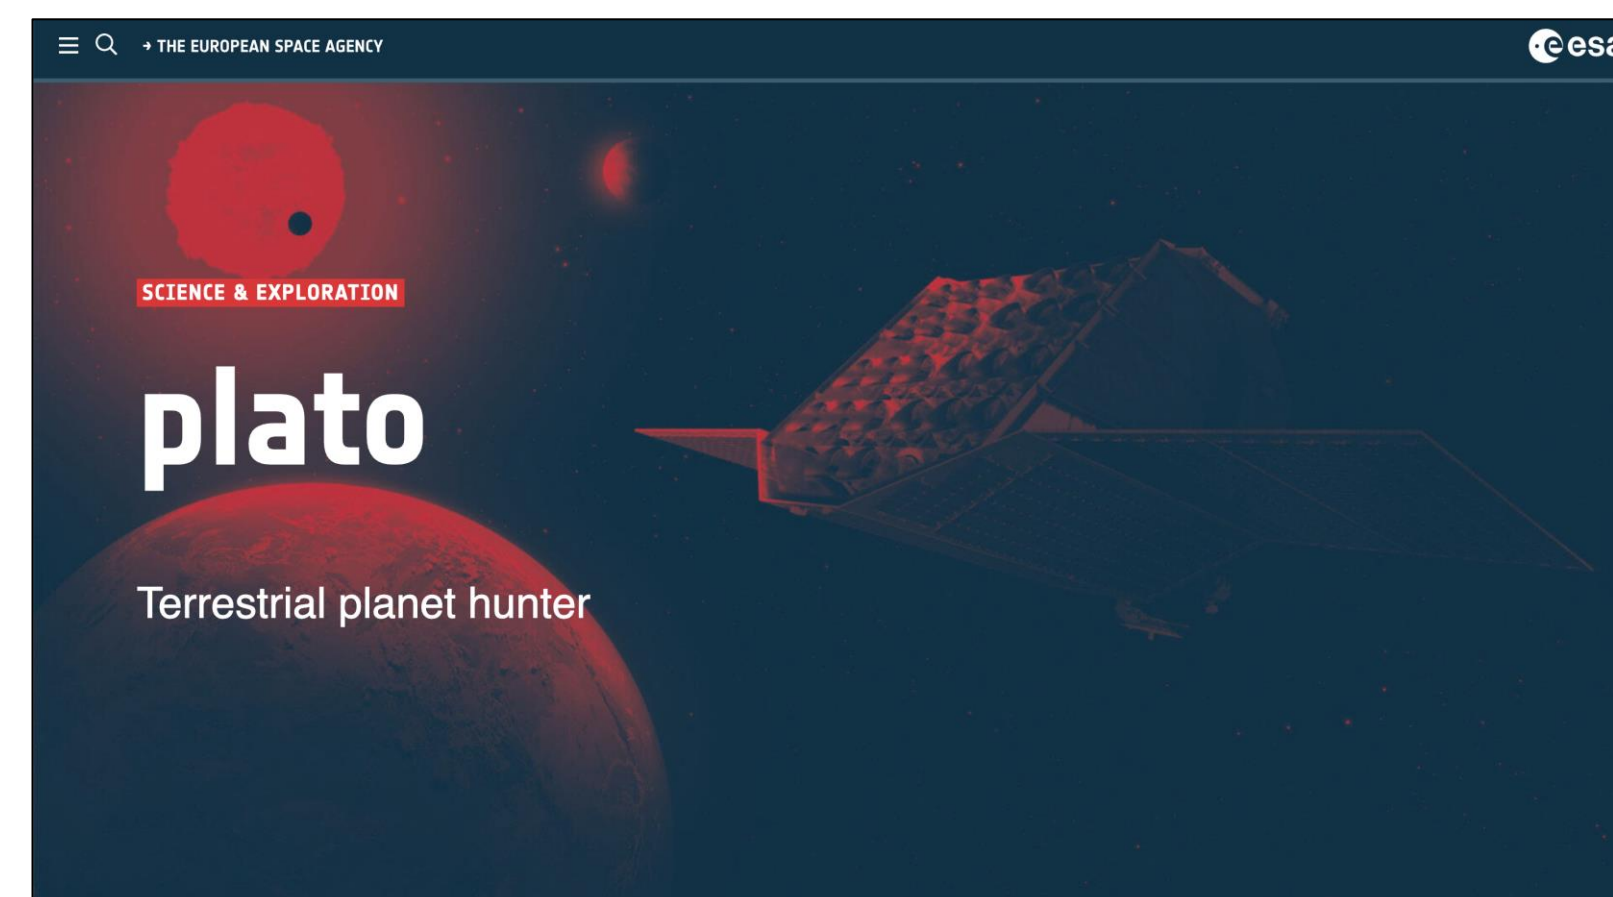 → THE EUROPEAN SPACE AGENCY
esa
SCIENCE & EXPLORATION
plato
Terrestrial planet hunter